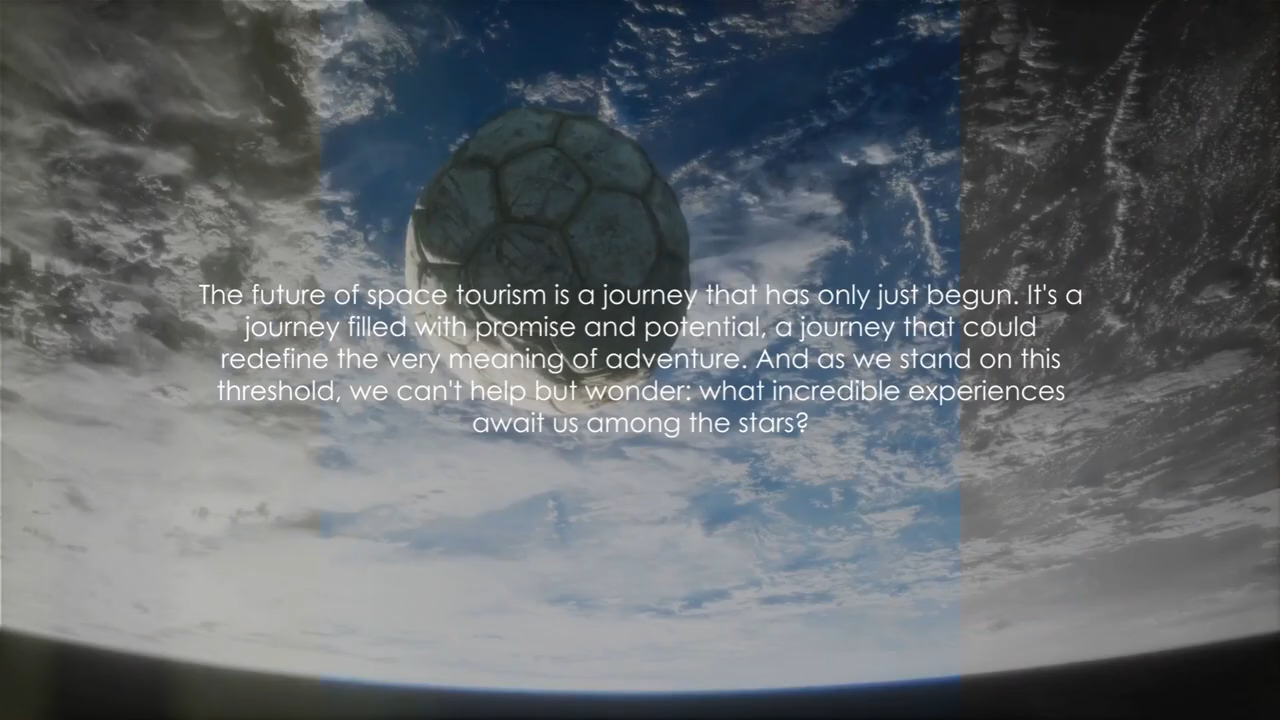 The future of space tourism is a journey that has only just begun. It's a
journey filled with promise and potential, a journey that could
redefine the very meaning of adventure. And as we stand on this
threshold, we can't help but wonder: what incredible experiences
await us among the stars?